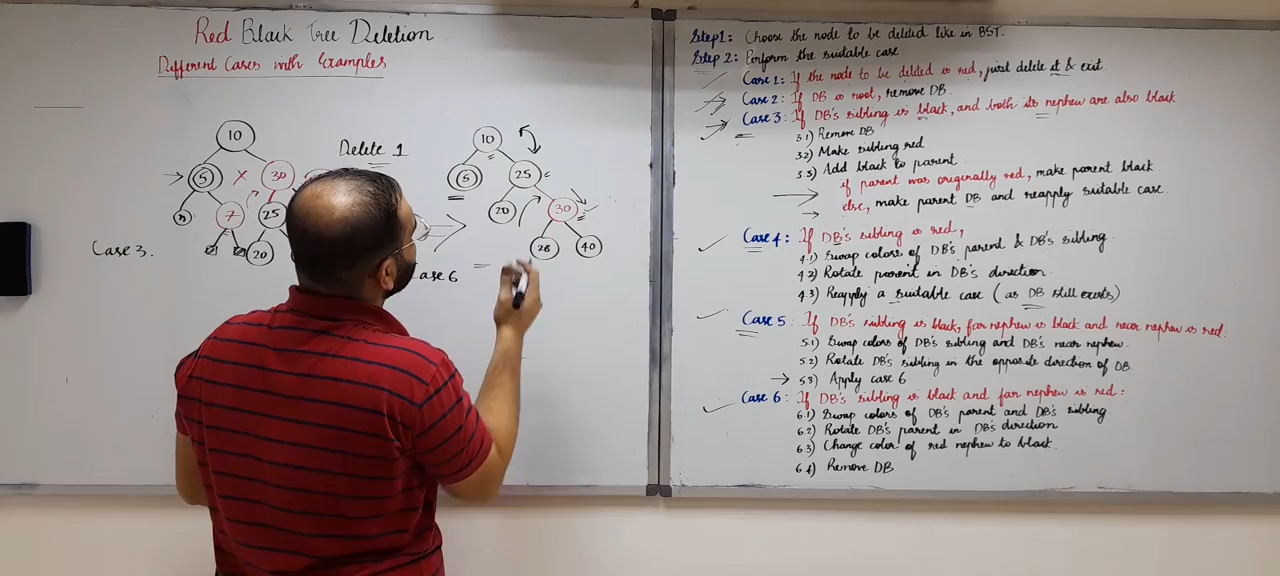 Red Black Tree Deletion
Different Cases with Examples
Delete 1
10
5
x
30
n
7
25
20
Case 3.
10
5
25
20
30
28
40
Case 6
=
Step1: Choose the node to be deleted like in BST.
Step 2: Perform the suitable case.
Case 1: If the node to be deleted is red, just delete it & exit.
Case 2: If DB is root, remove DB.
Case 3: If DB's sibling is black, and both its nephew are also black
3.1) Remove DB
3.2) Make sibling red
3.3) Add black to parent.
if parent was originally red, make parent black.
else, make parent DB and reapply suitable case.
Case 4: If DB's sibling is red,
4.1) Swap colors of DB's parent & DB's sibling.
4.2) Rotate parent in DB's direction.
4.3) Reapply a suitable case (as DB still exists)
Case 5: If DB's sibling is black, far nephew is black and near nephew is red.
5.1) Swap colors of DB's sibling and DB's near nephew.
5.2) Rotate DB's sibling in the opposite direction of DB
5.3) Apply case 6
Case 6: If DB's sibling is black and far nephew is red:
6.1) Swap colors of DB's parent and DB's sibling
6.2) Rotate DB's parent in DB's direction
6.3) Change color of red nephew to black.
6.4) Remove DB